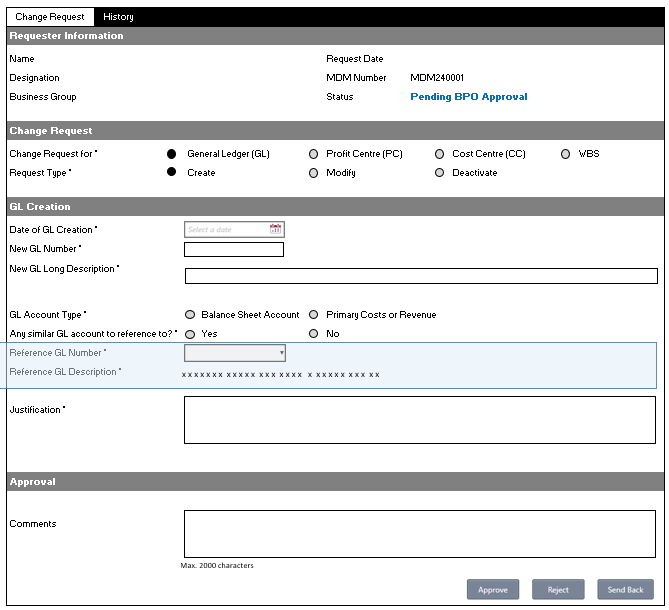 Change Request History
Requester Information
Name Request Date
Designation MDM Number MDM240001
Business Group Status Pending BPO Approval
Change Request
Change Request for * General Ledger (GL) Profit Centre (PC) Cost Centre (CC) WBS
Request Type * Create Modify Deactivate
GL Creation
Date of GL Creation * Select a date
New GL Number *
New GL Long Description *
GL Account Type * Balance Sheet Account Primary Costs or Revenue
Any similar GL account to reference to? * Yes No
Reference GL Number *
Reference GL Description * xxxxxxx xxxxx xxx xxxx x xxxxx xxx xx
Justification *
Approval
Comments
Max. 2000 characters
Approve Reject Send Back